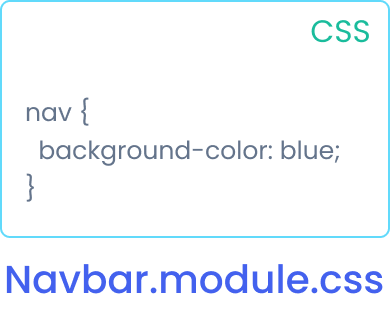 CSS
nav {
  background-color: blue;
}
Navbar.module.css